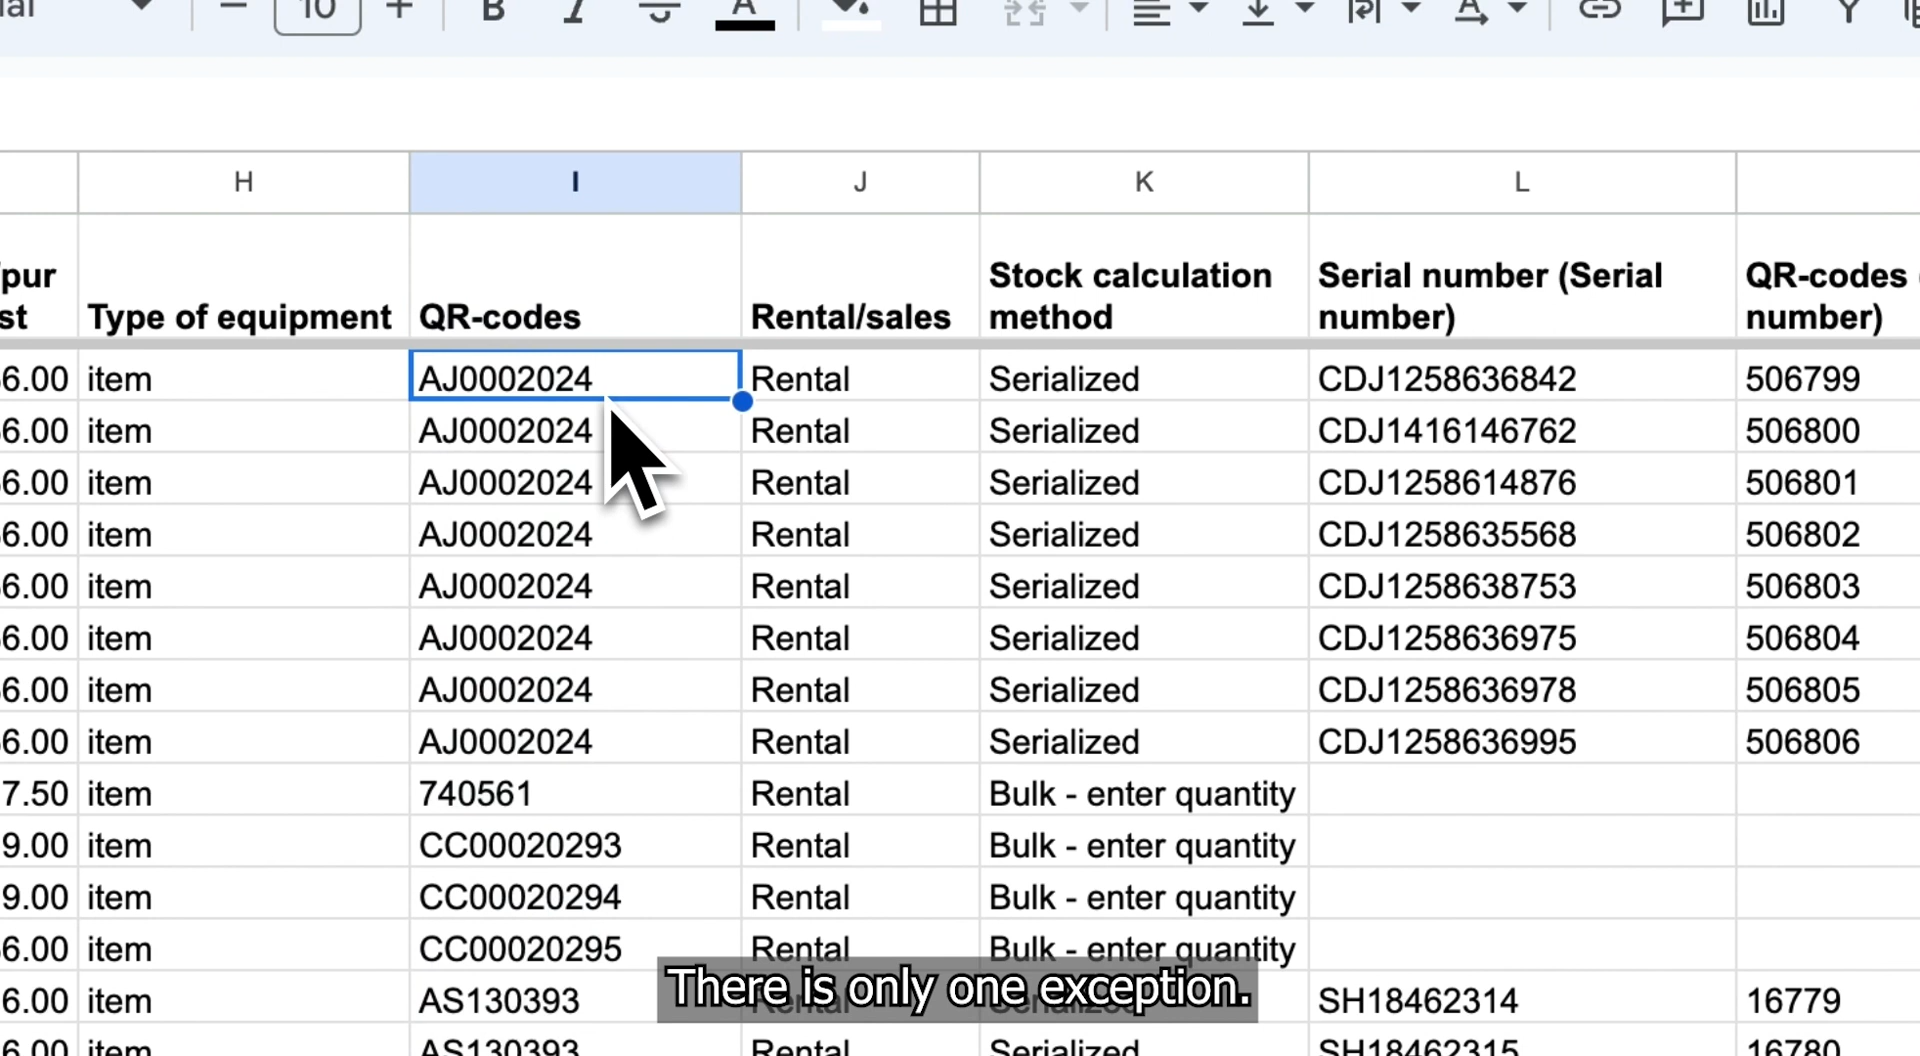 10 B I A
H I J K L
pur
st
Type of equipment
QR-codes
Rental/sales
Stock calculation
method
Serial number (Serial
number)
QR-codes
number)
6.00 item AJ0002024 Rental Serialized CDJ1258636842 506799
6.00 item AJ0002024 Rental Serialized CDJ1416146762 506800
6.00 item AJ0002024 Rental Serialized CDJ1258614876 506801
6.00 item AJ0002024 Rental Serialized CDJ1258635568 506802
6.00 item AJ0002024 Rental Serialized CDJ1258638753 506803
6.00 item AJ0002024 Rental Serialized CDJ1258636975 506804
6.00 item AJ0002024 Rental Serialized CDJ1258636978 506805
6.00 item AJ0002024 Rental Serialized CDJ1258636995 506806
7.50 item 740561 Rental Bulk - enter quantity
9.00 item CC00020293 Rental Bulk - enter quantity
9.00 item CC00020294 Rental Bulk - enter quantity
6.00 item CC00020295 Rental Bulk - enter quantity
6.00 item AS130393 Rental Serialized SH18462314 16779
6.00 item AS130393 Rental Serialized SH18462315 16780
There is only one exception.